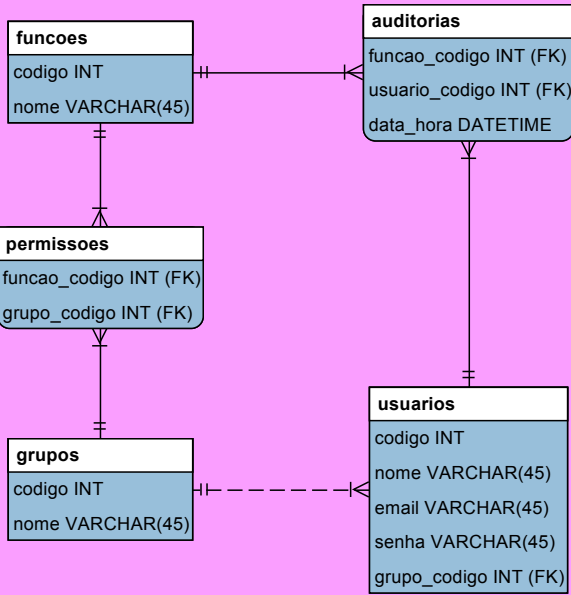 funcoes
codigo INT
nome VARCHAR(45)
auditorias
funcao_codigo INT (FK)
usuario_codigo INT (FK)
data_hora DATETIME
permissoes
funcao_codigo INT (FK)
grupo_codigo INT (FK)
grupos
codigo INT
nome VARCHAR(45)
usuarios
codigo INT
nome VARCHAR(45)
email VARCHAR(45)
senha VARCHAR(45)
grupo_codigo INT (FK)